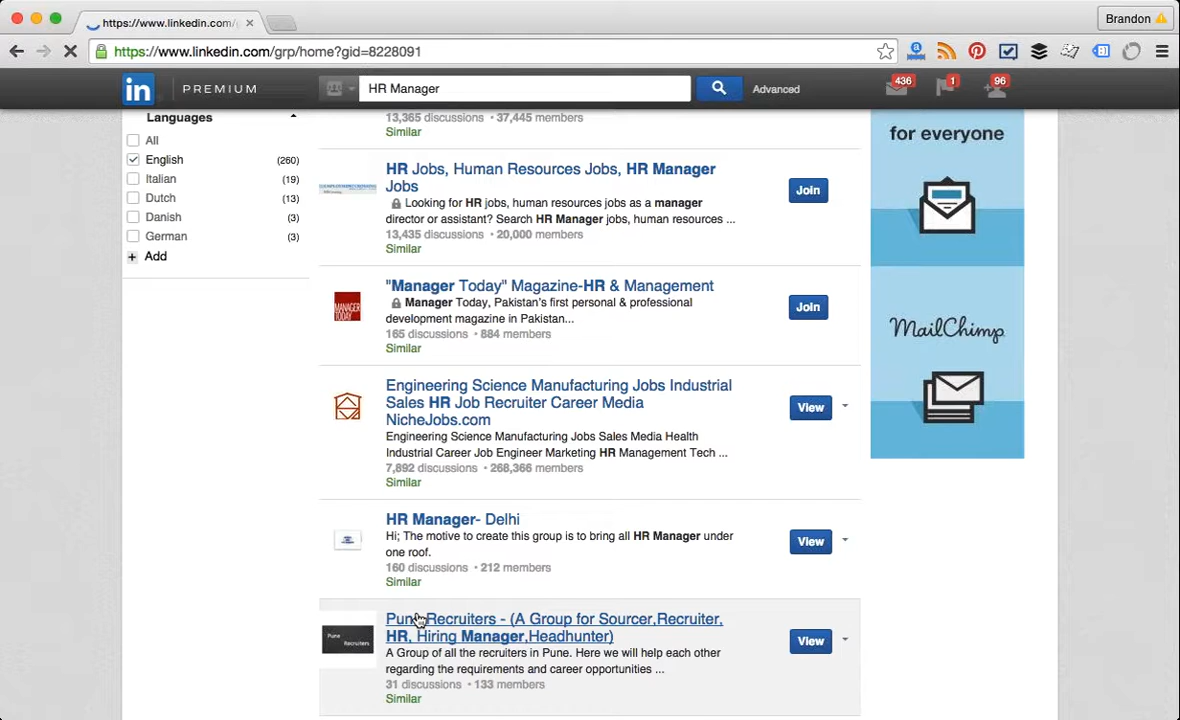 https://www.linkedin.com/g
Brandon
https://www.linkedin.com/grp/home?gid=8228091
in PREMIUM
HR Manager
Advanced
436
1
96
Languages
All
English (260)
Italian (19)
Dutch (13)
Danish (3)
German (3)
+ Add
13,365 discussions • 37,445 members
Similar
HR Jobs, Human Resources Jobs, HR Manager
Jobs
Looking for HR jobs, human resources jobs as a manager
director or assistant? Search HR Manager jobs, human resources ...
13,435 discussions • 20,000 members
Similar
Join
"Manager Today" Magazine-HR & Management
Manager Today, Pakistan's first personal & professional
development magazine in Pakistan...
165 discussions • 884 members
Similar
Join
MANAGER
TODAY
Engineering Science Manufacturing Jobs Industrial
Sales HR Job Recruiter Career Media
NicheJobs.com
Engineering Science Manufacturing Jobs Sales Media Health
Industrial Career Job Engineer Marketing HR Management Tech ...
7,892 discussions • 268,366 members
Similar
View
HR Manager- Delhi
Hi; The motive to create this group is to bring all HR Manager under
one roof.
160 discussions • 212 members
Similar
View
Pune
Recruiters
Pune Recruiters - (A Group for Sourcer,Recruiter,
HR, Hiring Manager,Headhunter)
A Group of all the recruiters in Pune. Here we will help each other
regarding the requirements and career opportunities ...
31 discussions • 133 members
Similar
View
for everyone
MailChimp